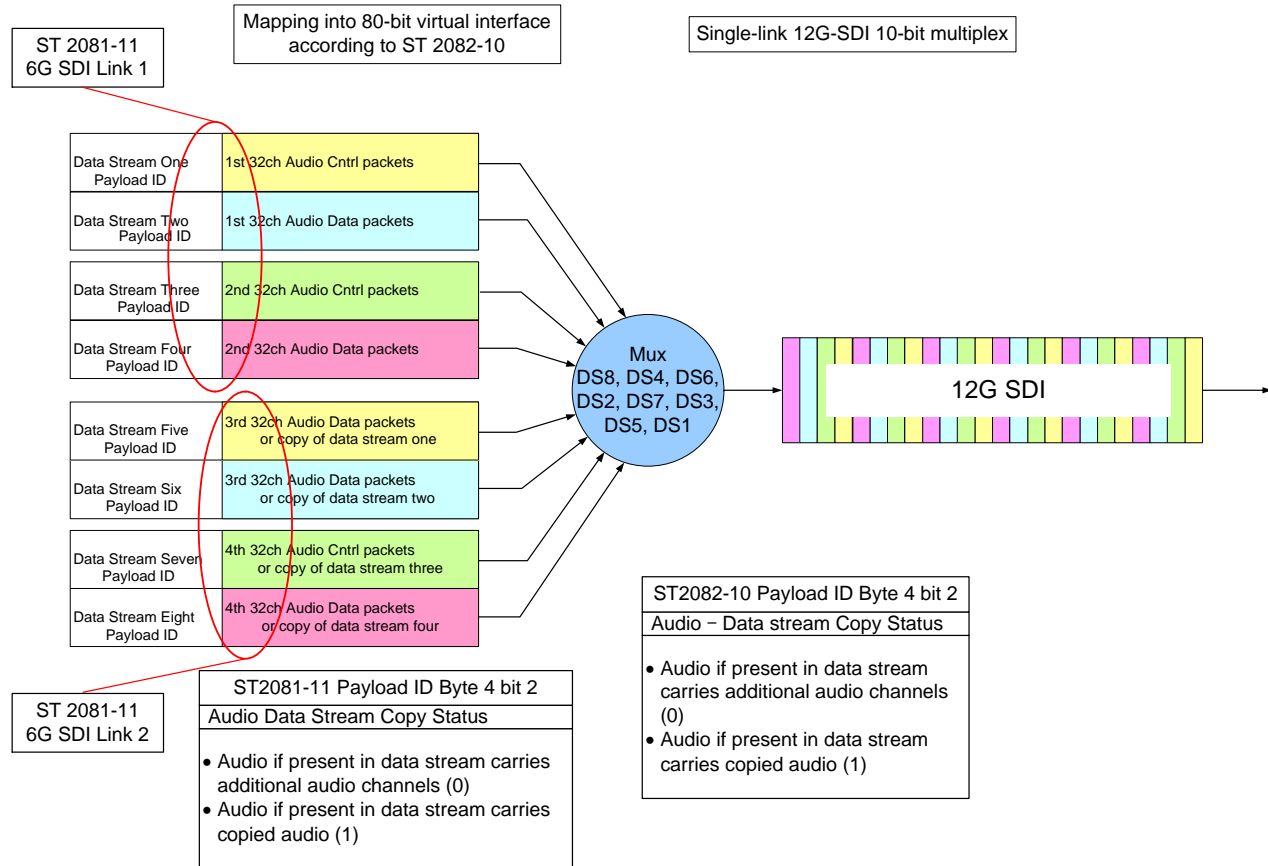 Mapping into 80-bit virtual interface
according to ST 2082-10
Single-link 12G-SDI 10-bit multiplex
ST 2081-11
6G SDI Link 1
Data Stream One
Payload ID
1st 32ch Audio Cntrl packets
Data Stream Two
Payload ID
1st 32ch Audio Data packets
Data Stream Three
Payload ID
2nd 32ch Audio Cntrl packets
Data Stream Four
Payload ID
2nd 32ch Audio Data packets
Data Stream Five
Payload ID
3rd 32ch Audio Data packets
or copy of data stream one
Data Stream Six
Payload ID
3rd 32ch Audio Data packets
or copy of data stream two
Data Stream Seven
Payload ID
4th 32ch Audio Cntrl packets
or copy of data stream three
Data Stream Eight
Payload ID
4th 32ch Audio Data packets
or copy of data stream four
Mux
DS8, DS4, DS6,
DS2, DS7, DS3,
DS5, DS1
12G SDI
ST 2081-11
6G SDI Link 2
ST2081-11 Payload ID Byte 4 bit 2
Audio Data Stream Copy Status
• Audio if present in data stream carries
additional audio channels (0)
• Audio if present in data stream carries
copied audio (1)
ST2082-10 Payload ID Byte 4 bit 2
Audio – Data stream Copy Status
• Audio if present in data stream
carries additional audio channels
(0)
• Audio if present in data stream
carries copied audio (1)